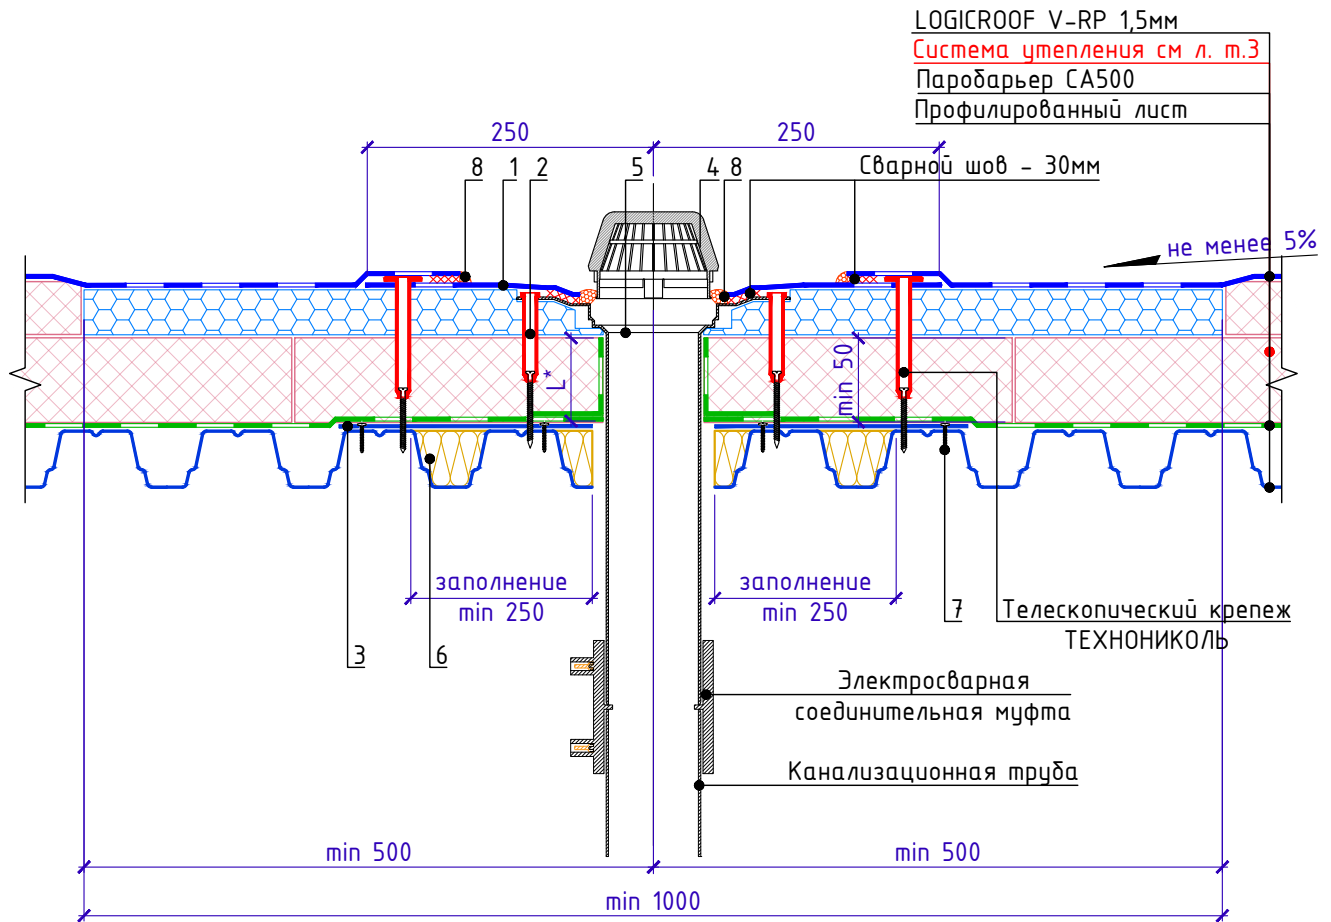 LOGICROOF V-RP 1,5мм
Система утепления см л. т.3
Паробарьер СА500
Профилированный лист
250
250
8
1
2
5
4
8
Сварной шов - 30мм
не менее 5%
L*
min 50
заполнение
min 250
заполнение
min 250
3
6
7
Телескопический крепеж
ТЕХНОНИКОЛЬ
Электросварная
соединительная муфта
Канализационная труба
min 500
min 500
min 1000